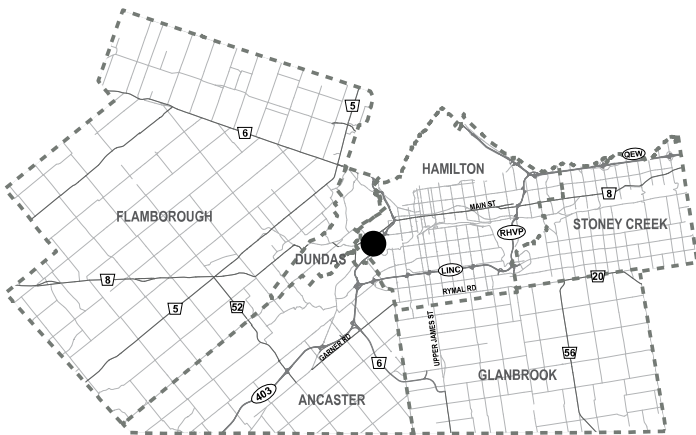 5
6
HAMILTON
QEW
8
MAIN ST
FLAMBOROUGH
STONEY CREEK
RHVP
DUNDAS
LINC
20
8
RYMAL RD
5
52
UPPER JAMES ST
GARNER RD
56
6
GLANBROOK
403
ANCASTER